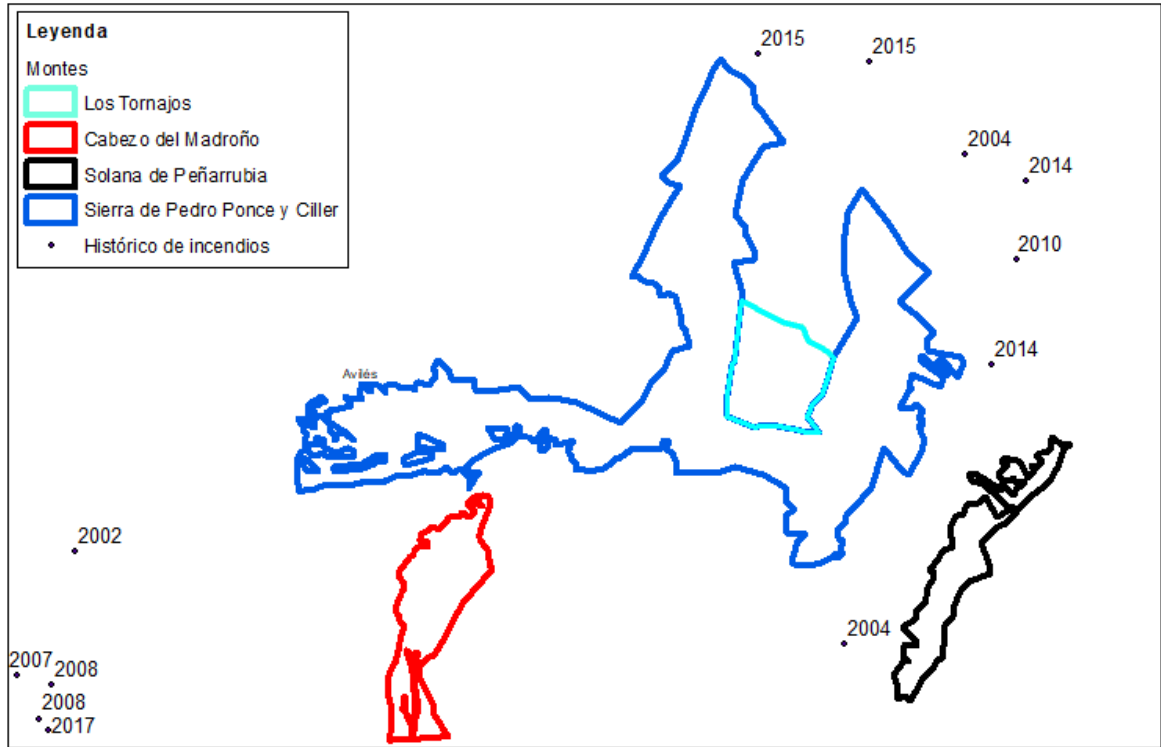 Leyenda
Montes
Los Tornajos
Cabezo del Madroño
Solana de Peñarrubia
Sierra de Pedro Ponce y Ciller
Histórico de incendios
2015
2015
2004
2014
2010
2014
Avilés
2002
2004
2007
2008
2008
2017